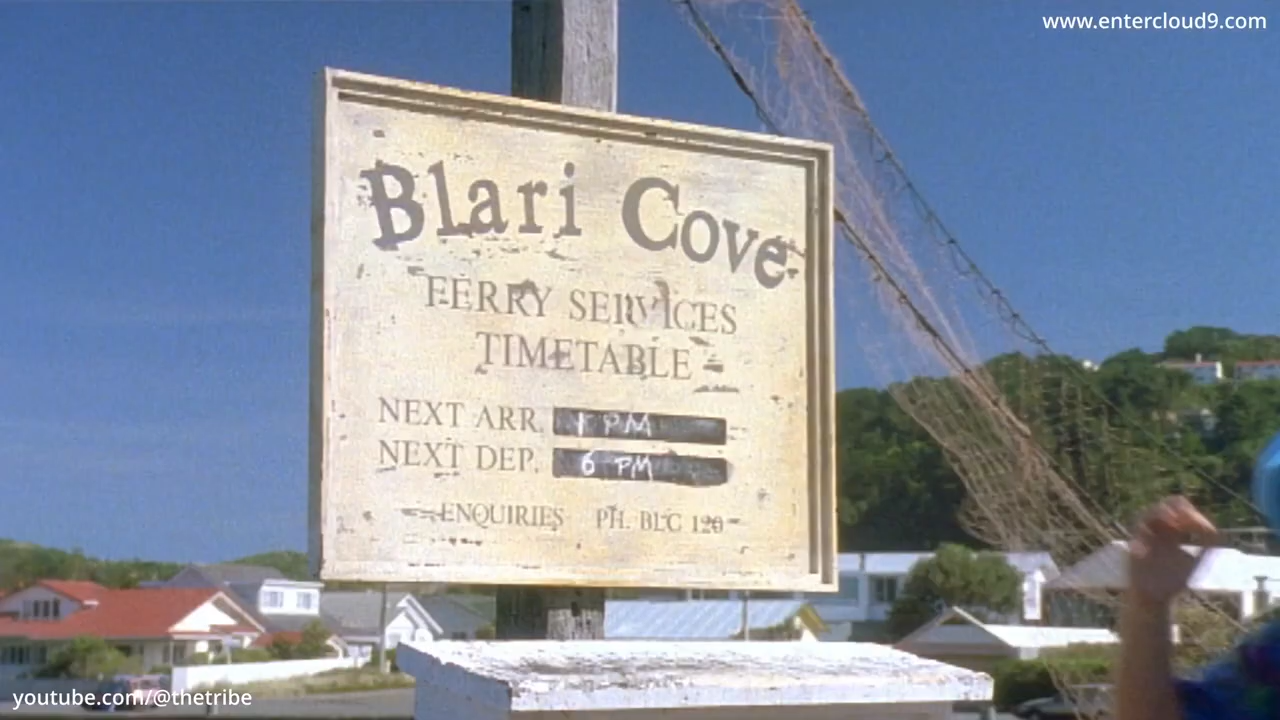 www.entercloud9.com
Blari Cove
FERRY SERVICES
TIMETABLE
NEXT ARR. 1 PM
NEXT DEP. 6 PM
ENQUIRIES PH. BLC 120
youtube.com/@thetribe